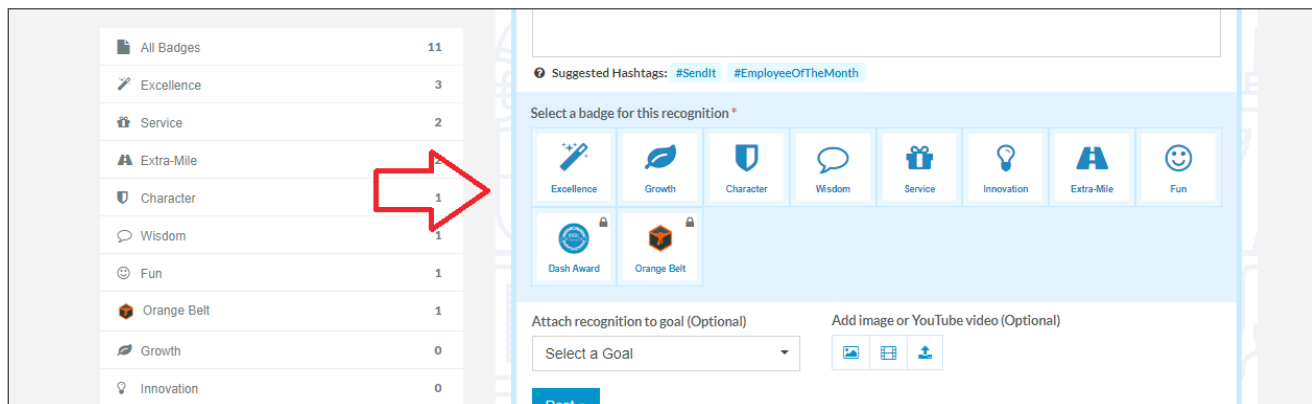 All Badges 11
Excellence 3
Service 2
Extra-Mile 2
Character 1
Wisdom 1
Fun 1
Orange Belt 1
Growth 0
Innovation 0
Suggested Hashtags: #SendIt #EmployeeOfTheMonth
Select a badge for this recognition *
Excellence Growth Character Wisdom Service Innovation Extra-Mile Fun
Dash Award Orange Belt
Attach recognition to goal (Optional) Add image or YouTube video (Optional)
Select a Goal